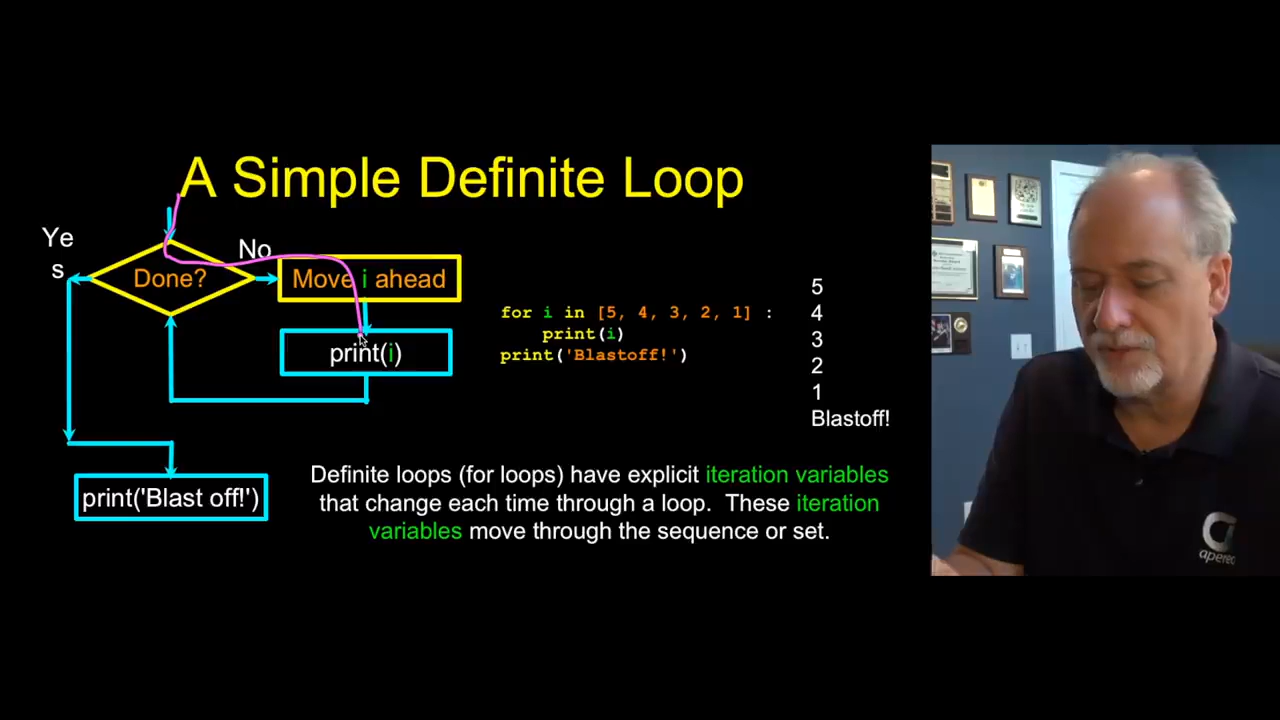 A Simple Definite Loop
Ye
s
No
Done?
Move i ahead
print(i)
print('Blast off!')
for i in [5, 4, 3, 2, 1] :
    print(i)
print('Blastoff!')
5
4
3
2
1
Blastoff!
Definite loops (for loops) have explicit iteration variables
that change each time through a loop.  These iteration
variables move through the sequence or set.
apereo